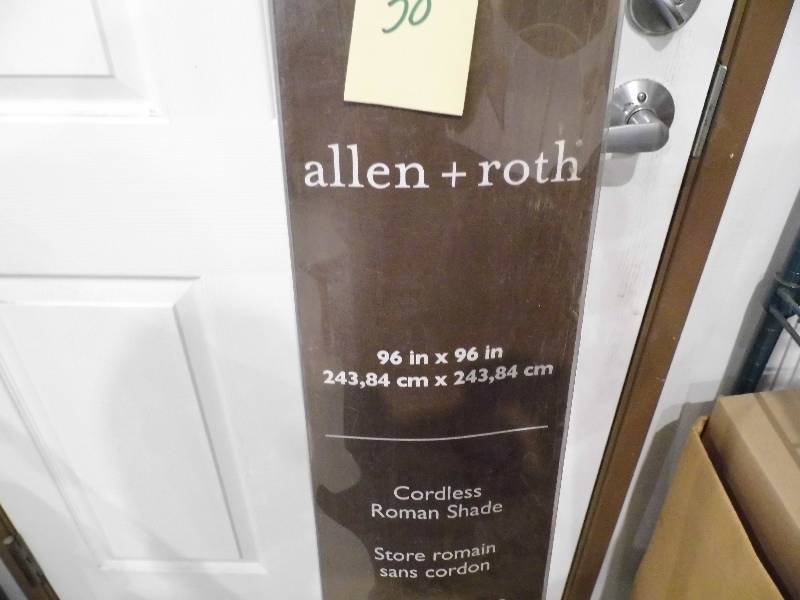 allen + roth
96 in x 96 in
243,84 cm x 243,84 cm
Cordless
Roman Shade
Store romain
sans cordon